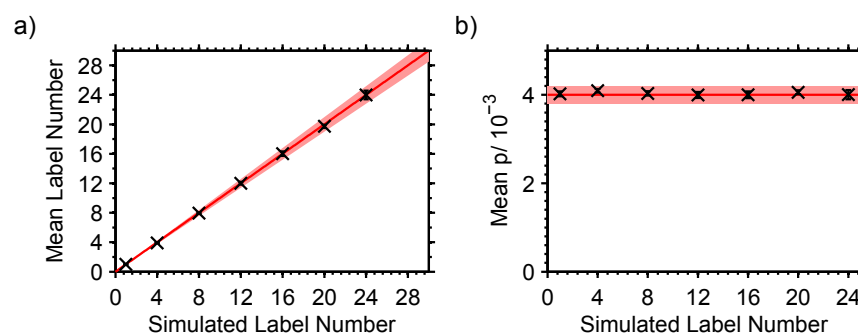 a)
Mean Label Number
28
24
20
16
12
8
4
0
0 4 8 12 16 20 24 28
Simulated Label Number
b)
Mean p/ 10⁻³
4
2
0
0 4 8 12 16 20 24
Simulated Label Number